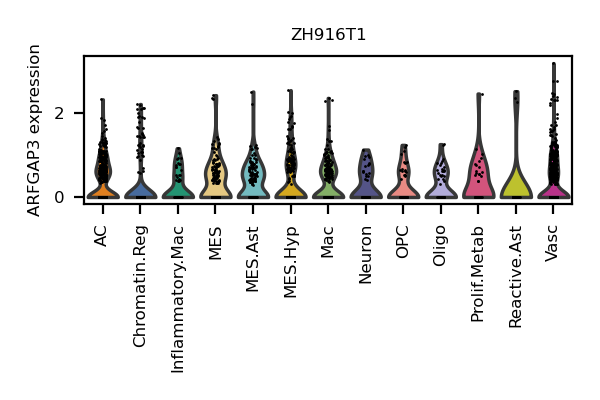 ZH916T1
ARFGAP3 expression
2
0
AC
Chromatin.Reg
Inflammatory.Mac
MES
MES.Ast
MES.Hyp
Mac
Neuron
OPC
Oligo
Prolif.Metab
Reactive.Ast
Vasc